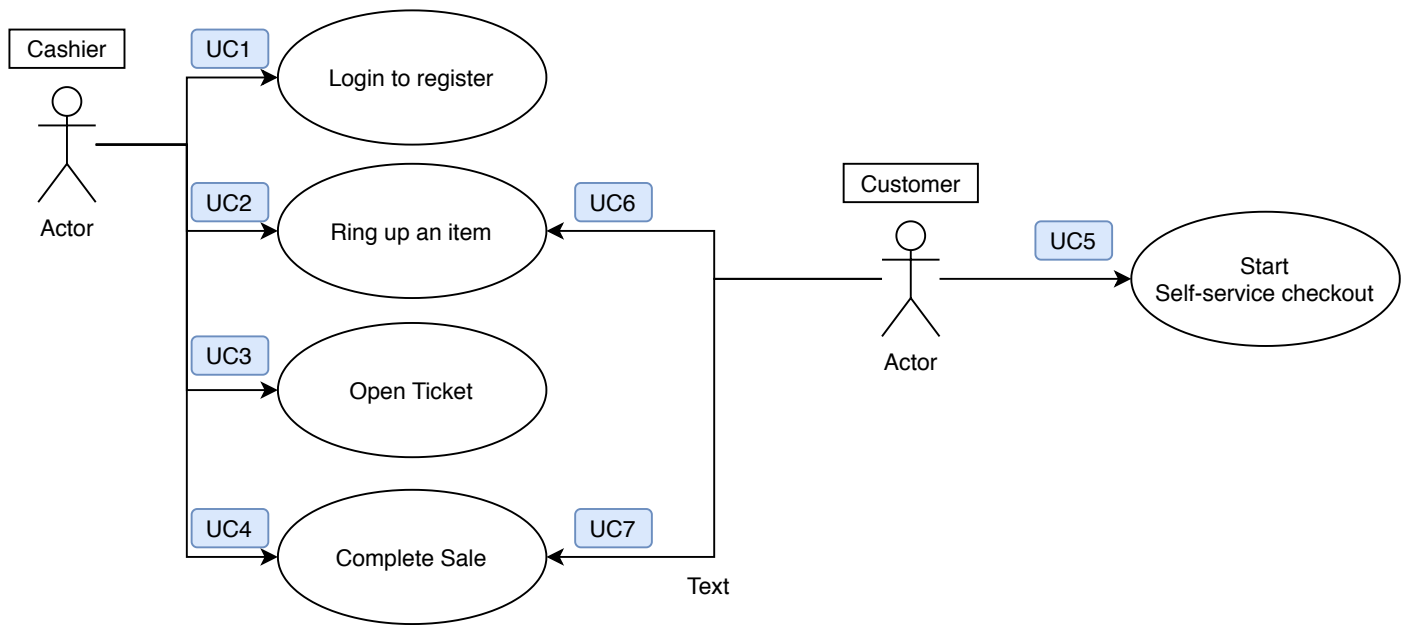 Cashier
UC1
Login to register
Actor
UC2
Ring up an item
UC6
Customer
UC5
Start
Self-service checkout
Actor
UC3
Open Ticket
UC4
Complete Sale
UC7
Text